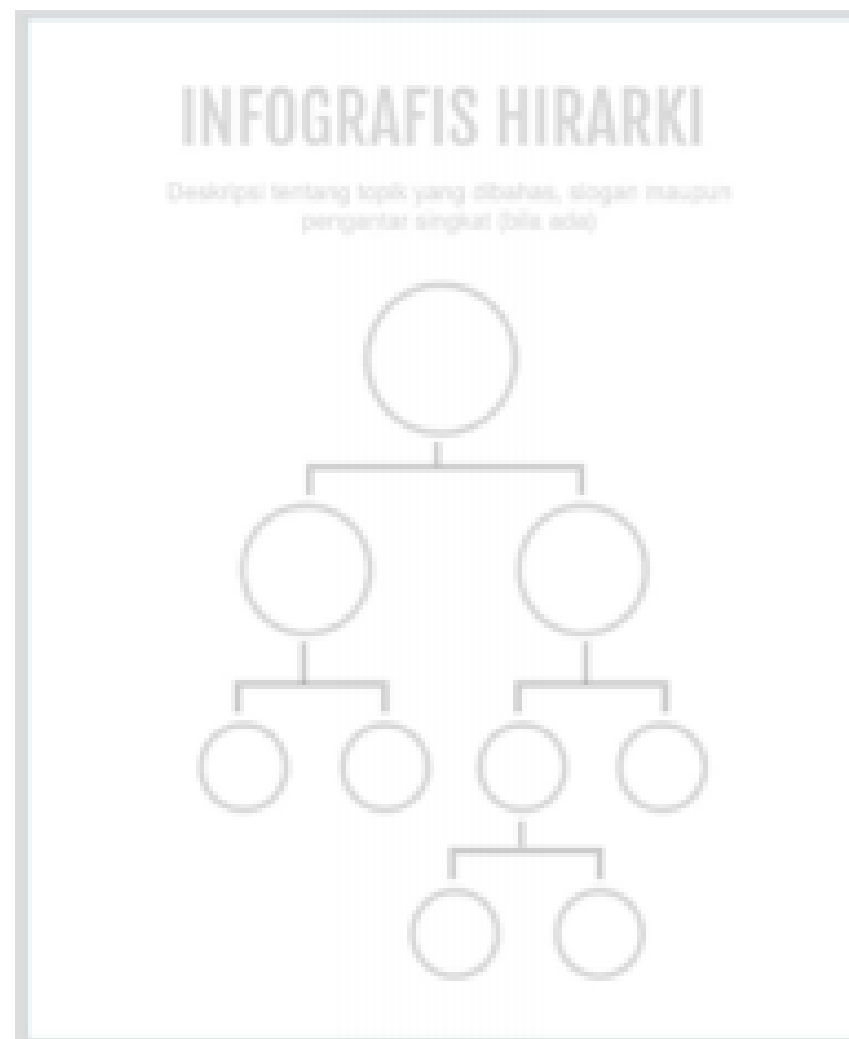 INFOGRAFIS HIRARKI
Deskripsi tentang topik yang dibahas, slogan maupun
pengantar singkat (bila ada)